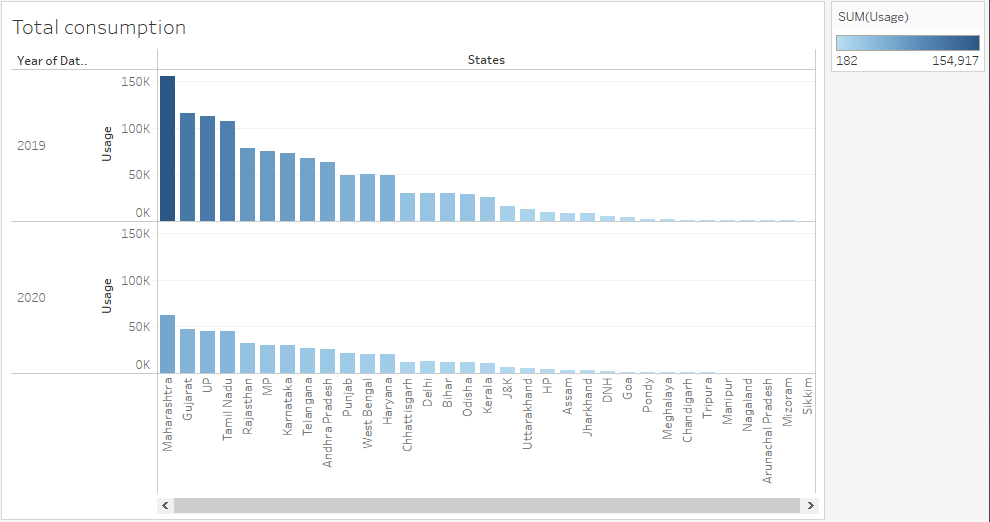 Total consumption
SUM(Usage)
182 154,917
Year of Dat..
States
2019
Usage
150K
100K
50K
0K
2020
Usage
150K
100K
50K
0K
Maharashtra
Gujarat
UP
Tamil Nadu
Rajasthan
MP
Karnataka
Telangana
Andhra Pradesh
Punjab
West Bengal
Haryana
Chhattisgarh
Delhi
Bihar
Odisha
Kerala
J&K
Uttarakhand
HP
Assam
Jharkhand
DNH
Goa
Pondy
Meghalaya
Chandigarh
Tripura
Manipur
Nagaland
Arunachal Pradesh
Mizoram
Sikkim